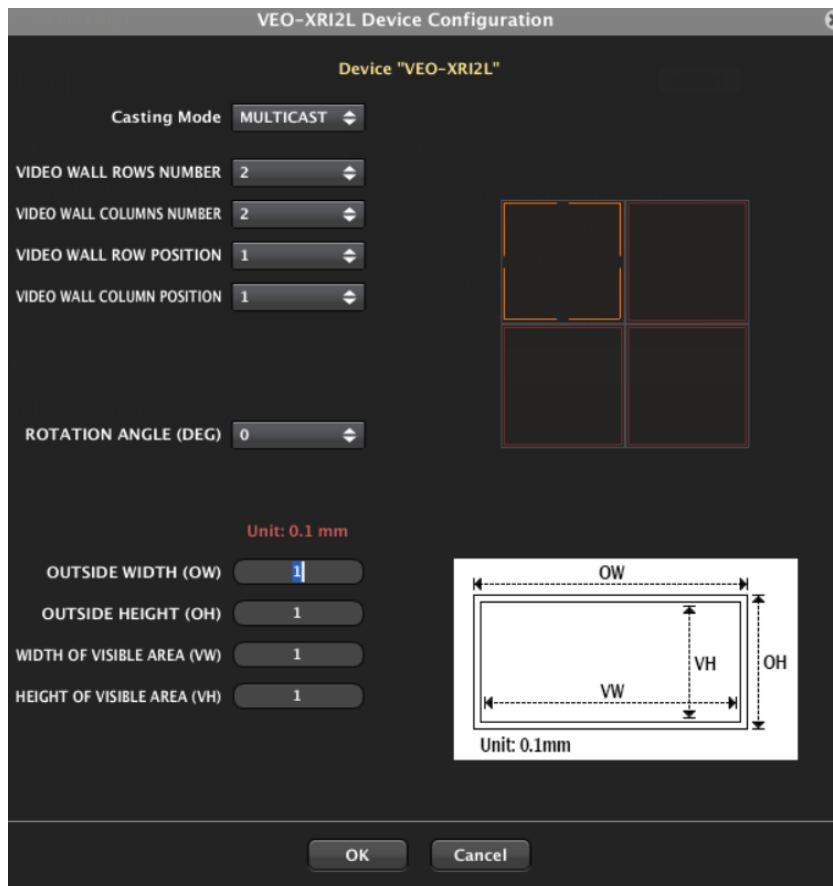 VEO-XRI2L Device Configuration
Device "VEO-XRI2L"
Casting Mode MULTICAST
VIDEO WALL ROWS NUMBER 2
VIDEO WALL COLUMNS NUMBER 2
VIDEO WALL ROW POSITION 1
VIDEO WALL COLUMN POSITION 1
ROTATION ANGLE (DEG) 0
Unit: 0.1 mm
OUTSIDE WIDTH (OW) 1
OUTSIDE HEIGHT (OH) 1
WIDTH OF VISIBLE AREA (VW) 1
HEIGHT OF VISIBLE AREA (VH) 1
OW
VH
OH
VW
Unit: 0.1mm
OK Cancel